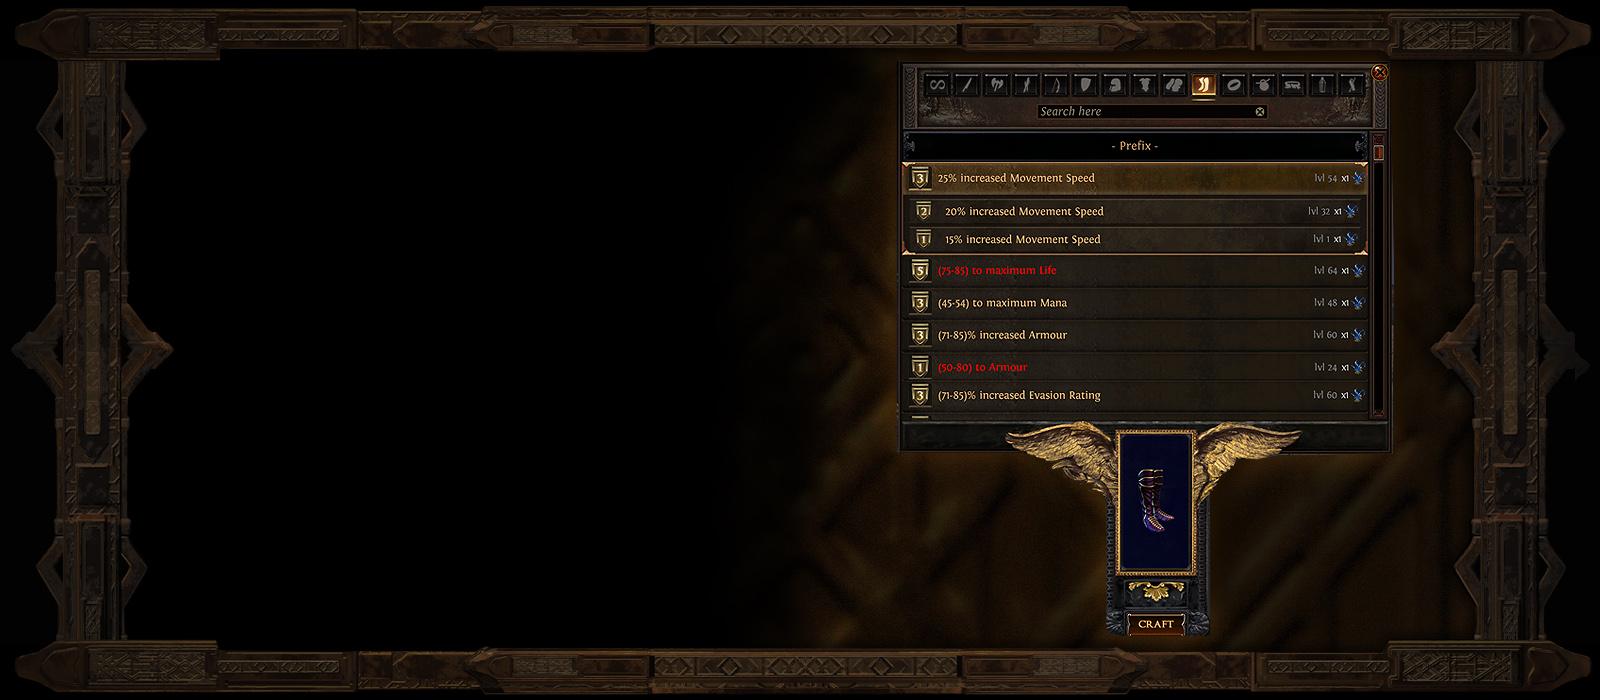 Search here
- Prefix -
3 25% increased Movement Speed lvl 54 x1
2 20% increased Movement Speed lvl 32 x1
1 15% increased Movement Speed lvl 1 x1
5 (75-85) to maximum Life lvl 64 x1
3 (45-54) to maximum Mana lvl 48 x1
3 (71-85)% increased Armour lvl 60 x1
1 (50-80) to Armour lvl 24 x1
3 (71-85)% increased Evasion Rating lvl 60 x1
CRAFT